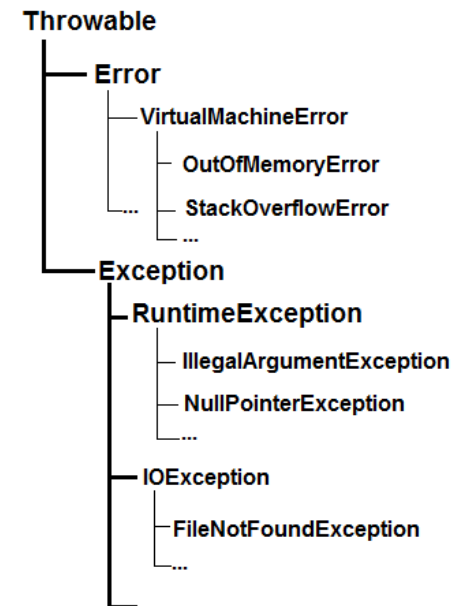 Throwable
Error
VirtualMachineError
OutOfMemoryError
StackOverflowError
...
...
Exception
RuntimeException
IllegalArgumentException
NullPointerException
...
IOException
FileNotFoundException
...